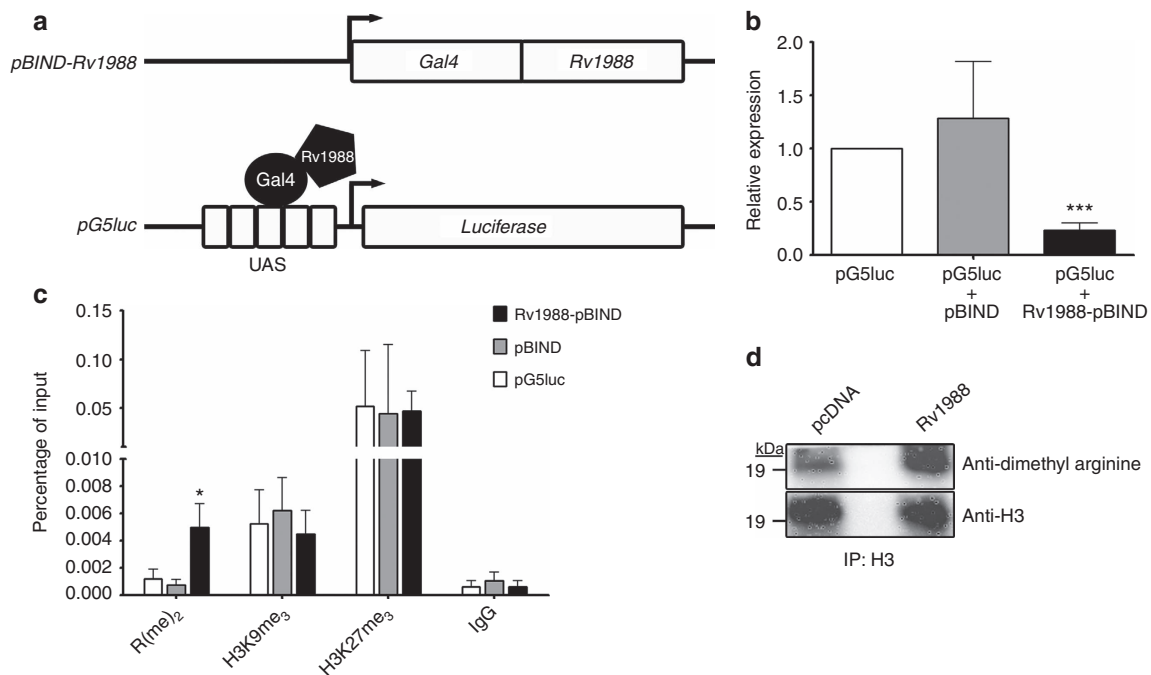 a
pBIND-Rv1988
Gal4
Rv1988
Rv1988
Gal4
pG5luc
Luciferase
UAS
b
Relative expression
2.0
1.5
1.0
0.5
0.0
***
pG5luc
pG5luc
+
pBIND
pG5luc
+
Rv1988-pBIND
c
Percentage of input
0.15
0.10
0.05
0.010
0.008
0.006
0.004
0.002
0.000
*
Rv1988-pBIND
pBIND
pG5luc
R(me)2
H3K9me3
H3K27me3
IgG
d
pcDNA
Rv1988
kDa
19
Anti-dimethyl arginine
19
Anti-H3
IP: H3